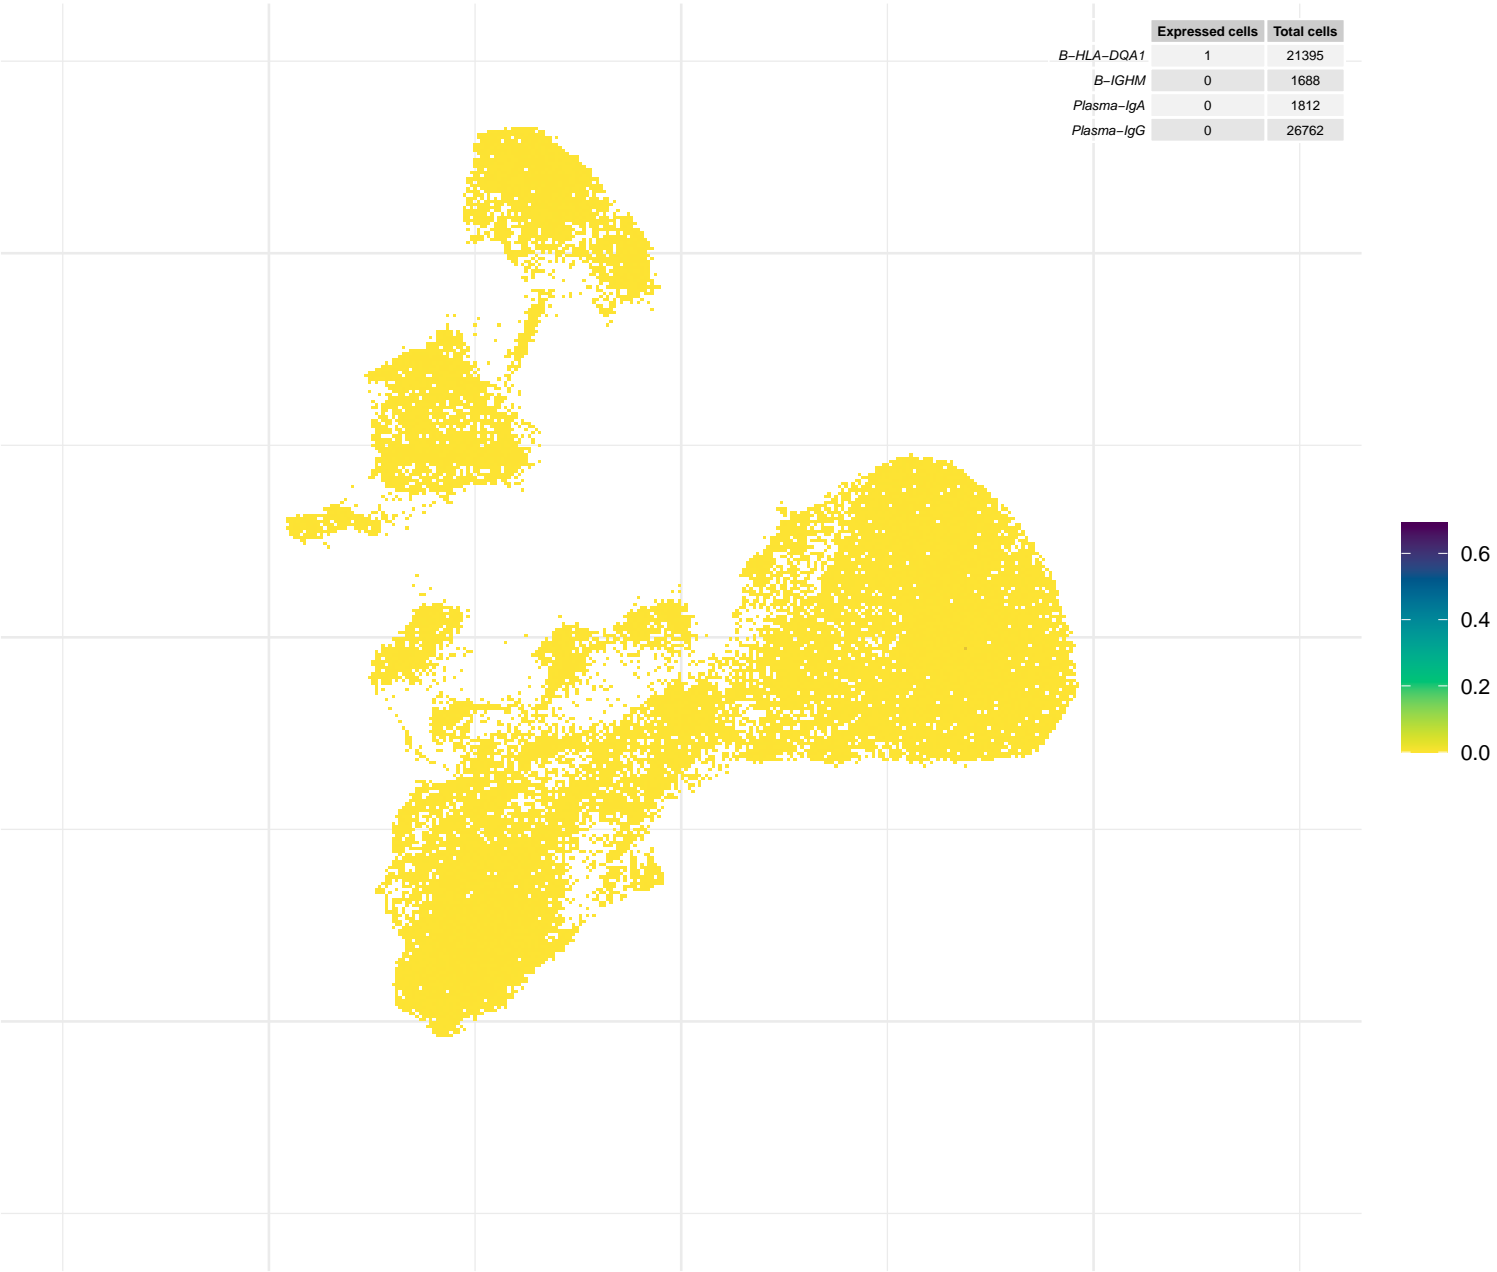 Expressed cells Total cells
B−HLA−DQA1 1 21395
B−IGHM 0 1688
Plasma−IgA 0 1812
Plasma−IgG 0 26762
0.6
0.4
0.2
0.0